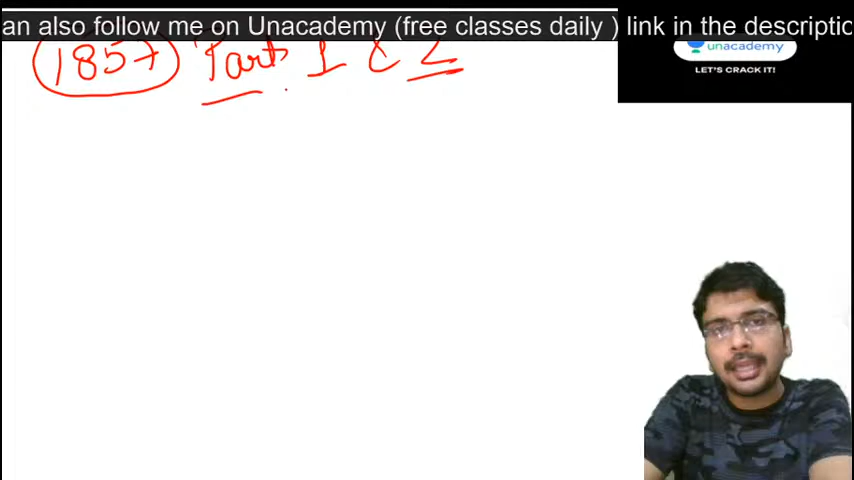 an also follow me on Unacademy (free classes daily ) link in the descriptio
1857 Part 1 & 2
unacademy
LET'S CRACK IT!